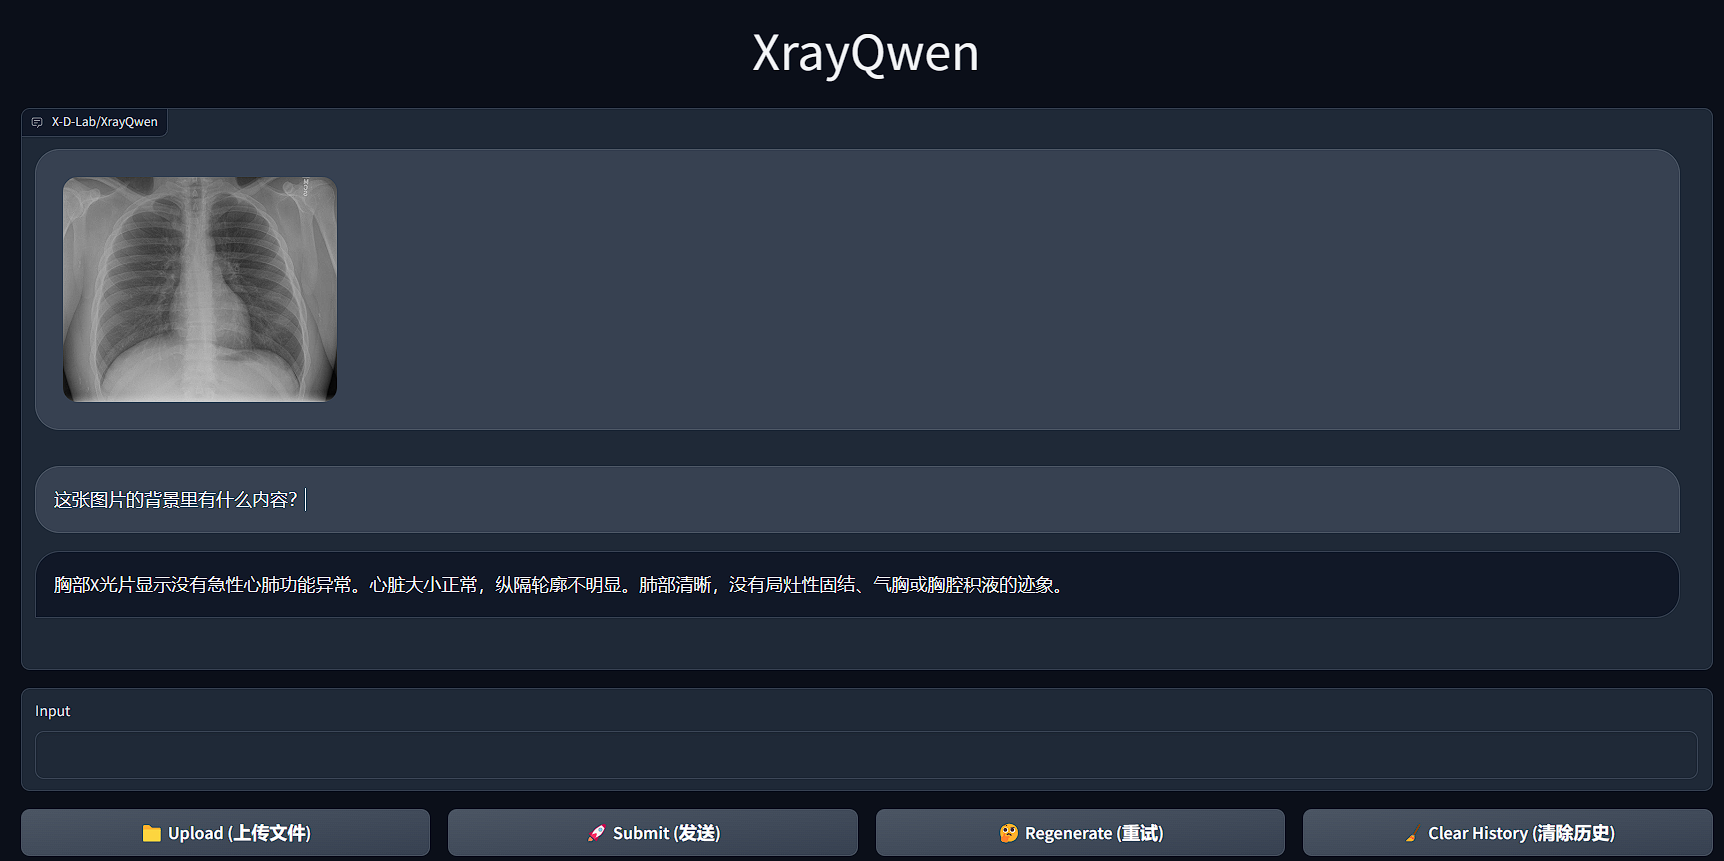 XrayQwen
X-D-Lab/XrayQwen
这张图片的背景里有什么内容?
胸部X光片显示没有急性心肺功能异常。心脏大小正常，纵隔轮廓不明显。肺部清晰，没有局灶性固结、气胸或胸腔积液的迹象。
Input
📁 Upload (上传文件)
🚀 Submit (发送)
🤔 Regenerate (重试)
🧹 Clear History (清除历史)